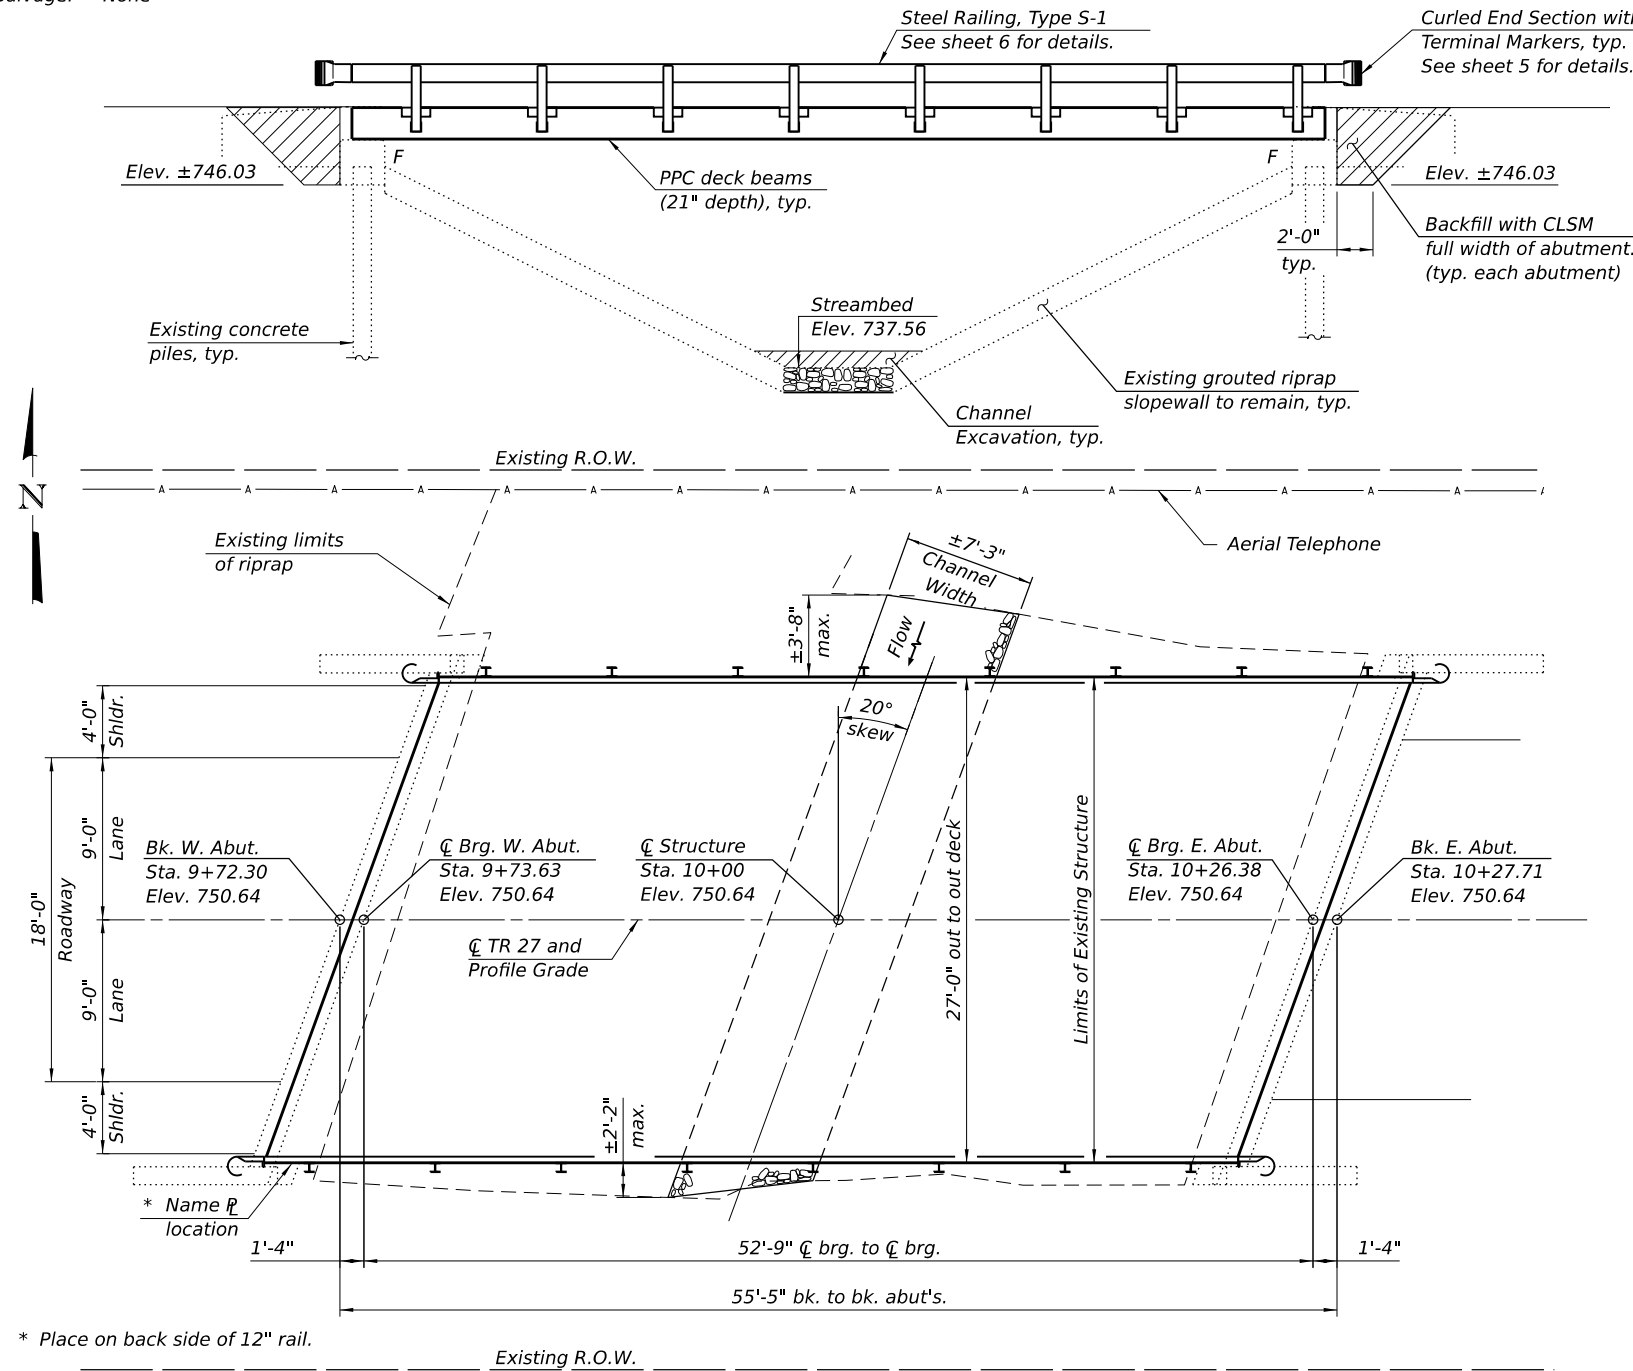 None
Steel Railing, Type S-1
See sheet 6 for details.
Curled End Section with
Terminal Markers, typ.
See sheet 5 for details.
F
F
Elev. ±746.03
Elev. ±746.03
PPC deck beams
(21" depth), typ.
2'-0"
typ.
Backfill with CLSM
full width of abutment.
(typ. each abutment)
Streambed
Elev. 737.56
Existing concrete
piles, typ.
Existing grouted riprap
slopewall to remain, typ.
Channel
Excavation, typ.
Existing R.O.W.
A A A A A A A A A A A A A A A A
N
Existing limits
of riprap
Aerial Telephone
±7'-3"
Channel
Width
±3'-8"
max.
Flow
20°
skew
4'-0"
Shldr.
9'-0"
Lane
18'-0"
Roadway
9'-0"
Lane
4'-0"
Shldr.
Bk. W. Abut.
Sta. 9+72.30
Elev. 750.64
℄ Brg. W. Abut.
Sta. 9+73.63
Elev. 750.64
℄ Structure
Sta. 10+00
Elev. 750.64
℄ Brg. E. Abut.
Sta. 10+26.38
Elev. 750.64
Bk. E. Abut.
Sta. 10+27.71
Elev. 750.64
℄ TR 27 and
Profile Grade
27'-0" out to out deck
Limits of Existing Structure
±2'-2"
max.
* Name ⅊
location
1'-4"
52'-9" ℄ brg. to ℄ brg.
1'-4"
55'-5" bk. to bk. abut's.
* Place on back side of 12" rail.
Existing R.O.W.